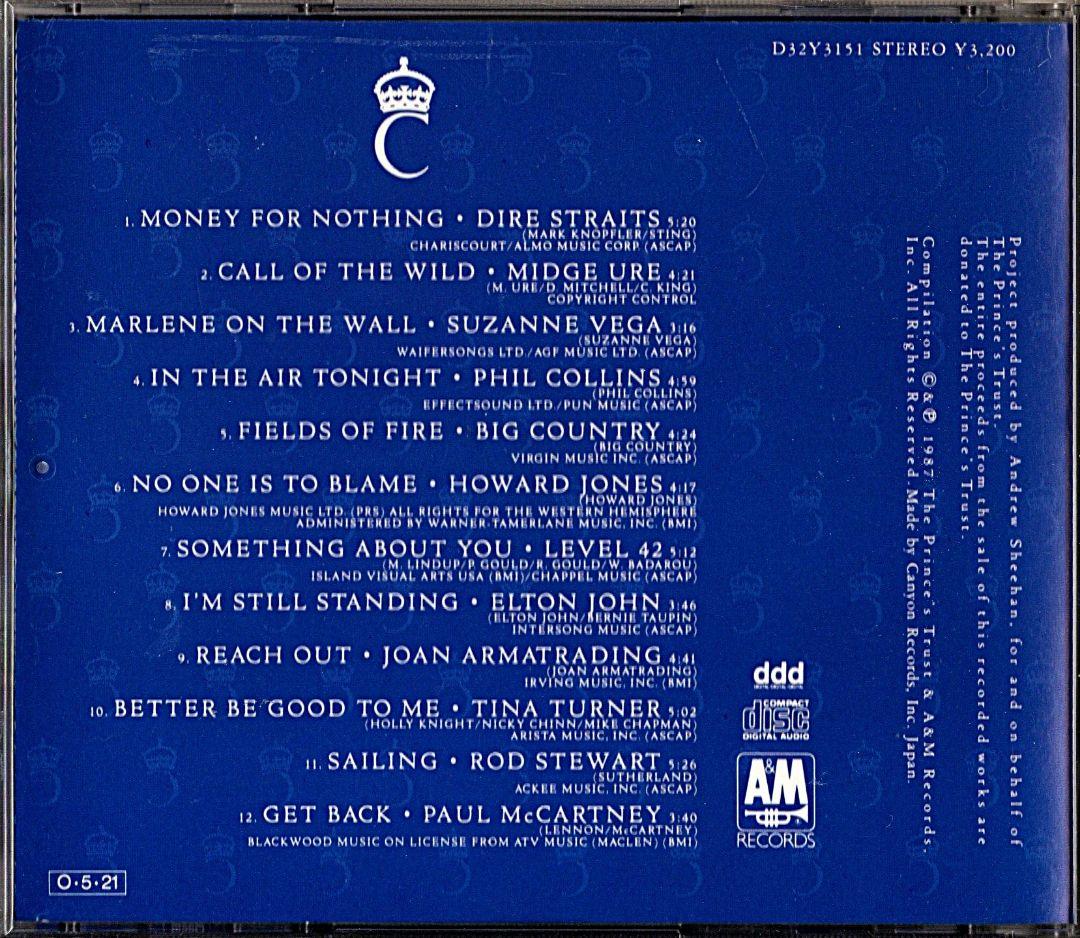 D32Y3151 STEREO ¥3,200
C
1. MONEY FOR NOTHING • DIRE STRAITS 5:20
(MARK KNOPFLER/STING)
CHARISCOURT/ALMO MUSIC CORP. (ASCAP)
2. CALL OF THE WILD • MIDGE URE 4:21
(M. URE/D. MITCHELL/C. KING)
COPYRIGHT CONTROL
3. MARLENE ON THE WALL • SUZANNE VEGA 3:16
(SUZANNE VEGA)
WAIFERSONGS LTD./AGF MUSIC LTD. (ASCAP)
4. IN THE AIR TONIGHT • PHIL COLLINS 4:59
(PHIL COLLINS)
EFFECTSOUND LTD./PUN MUSIC (ASCAP)
5. FIELDS OF FIRE • BIG COUNTRY 4:24
(BIG COUNTRY)
VIRGIN MUSIC INC. (ASCAP)
6. NO ONE IS TO BLAME • HOWARD JONES 4:17
(HOWARD JONES)
HOWARD JONES MUSIC LTD. (PRS) ALL RIGHTS FOR THE WESTERN HEMISPHERE
ADMINISTERED BY WARNER-TAMERLANE MUSIC, INC. (BMI)
7. SOMETHING ABOUT YOU • LEVEL 42 5:12
(M. LINDUP/P. GOULD/R. GOULD/W. BADAROU)
ISLAND VISUAL ARTS USA (BMI)/CHAPPEL MUSIC (ASCAP)
8. I'M STILL STANDING • ELTON JOHN 3:46
(ELTON JOHN/BERNIE TAUPIN)
INTERSONG MUSIC (ASCAP)
9. REACH OUT • JOAN ARMATRADING 4:41
(JOAN ARMATRADING)
IRVING MUSIC, INC. (BMI)
10. BETTER BE GOOD TO ME • TINA TURNER 5:02
(HOLLY KNIGHT/NICKY CHINN/MIKE CHAPMAN)
ARISTA MUSIC, INC. (ASCAP)
11. SAILING • ROD STEWART 5:26
(SUTHERLAND)
ACKEE MUSIC, INC. (ASCAP)
12. GET BACK • PAUL McCARTNEY 3:40
(LENNON/McCARTNEY)
BLACKWOOD MUSIC ON LICENSE FROM ATV MUSIC (MACLEN) (BMI)
Project produced by Andrew Sheehan, for and on behalf of
The Prince's Trust.
The entire proceeds from the sale of this recorded works are
donated to The Prince's Trust.
Compilation ©&℗ 1987 The Prince's Trust & A&M Records,
Inc. All Rights Reserved. Made by Canyon Records, Inc. Japan.
ddd
COMPACT
disc
DIGITAL AUDIO
A&M
RECORDS
O·5·21